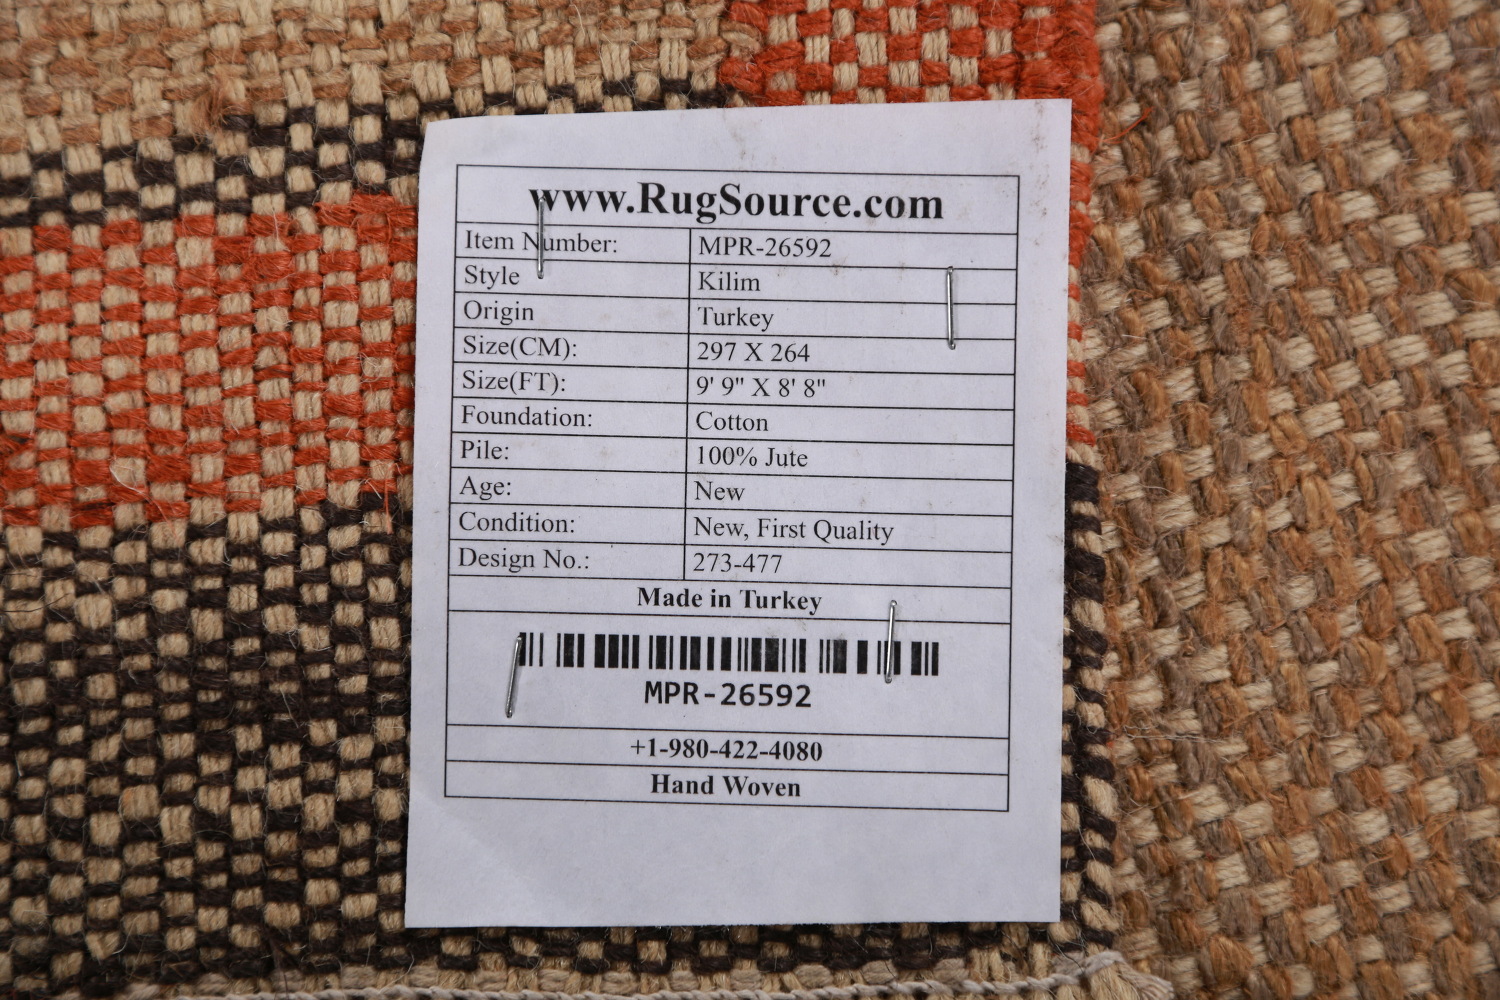 www.RugSource.com
Item Number: MPR-26592
Style Kilim
Origin Turkey
Size(CM): 297 X 264
Size(FT): 9' 9" X 8' 8"
Foundation: Cotton
Pile: 100% Jute
Age: New
Condition: New, First Quality
Design No.: 273-477
Made in Turkey
MPR-26592
+1-980-422-4080
Hand Woven